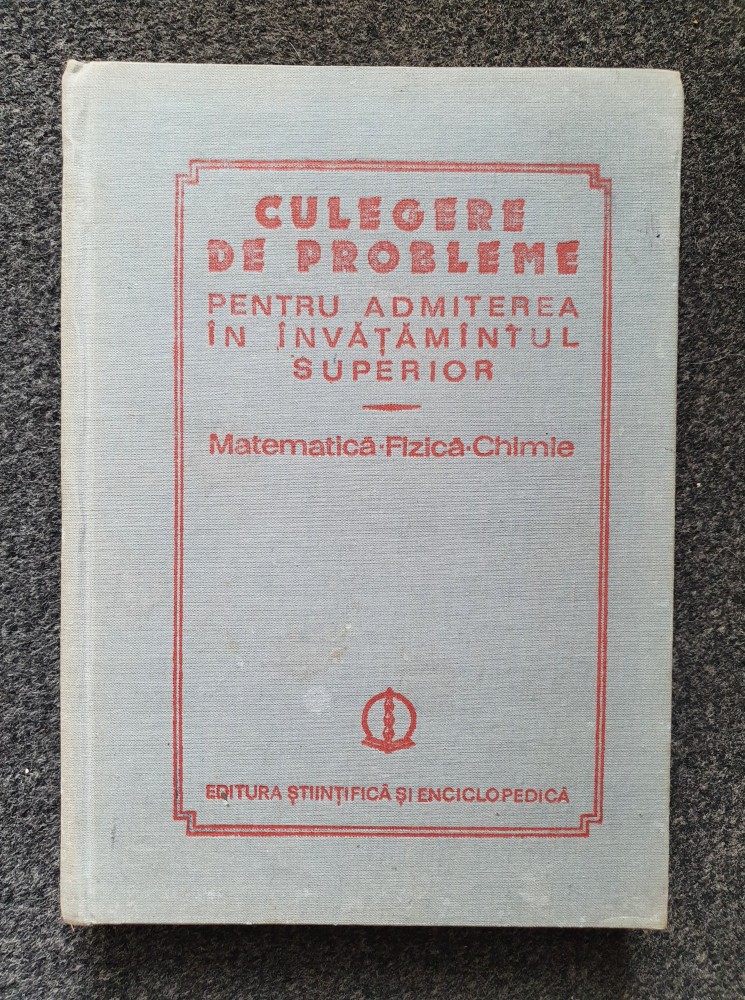 CULEGERE
DE PROBLEME
PENTRU ADMITEREA
ÎN ÎNVĂȚĂMÎNTUL
SUPERIOR
Matematică·Fizică·Chimie
EDITURA ȘTIINȚIFICĂ ȘI ENCICLOPEDICĂ